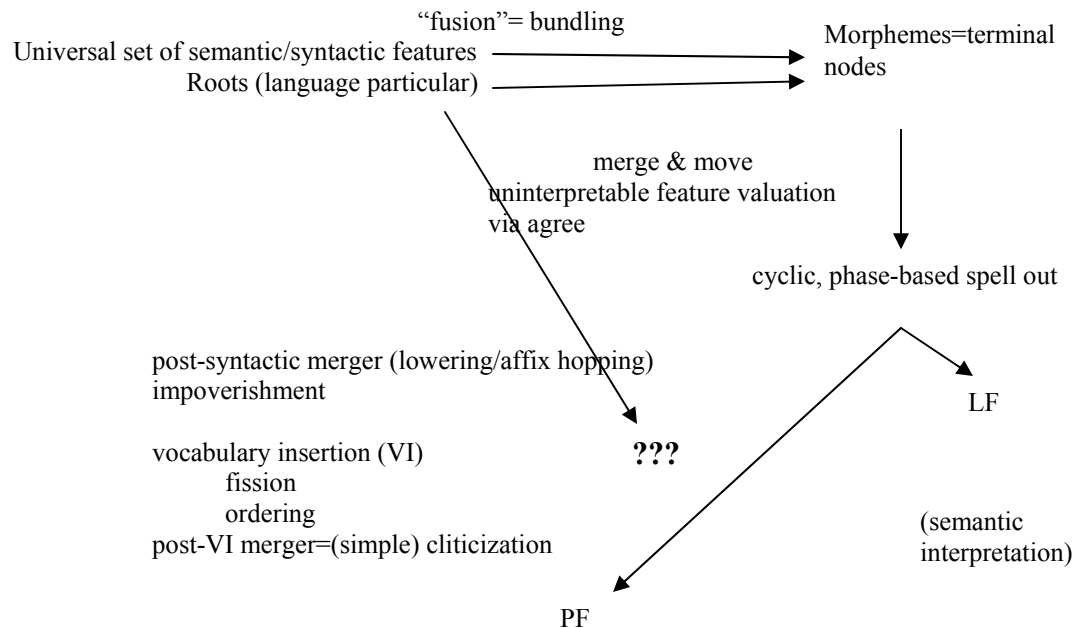 “fusion”= bundling
Universal set of semantic/syntactic features
Roots (language particular)
Morphemes=terminal
nodes
merge & move
uninterpretable feature valuation
via agree
cyclic, phase-based spell out
post-syntactic merger (lowering/affix hopping)
impoverishment
LF
vocabulary insertion (VI)
???
fission
ordering
post-VI merger=(simple) cliticization
(semantic
interpretation)
PF